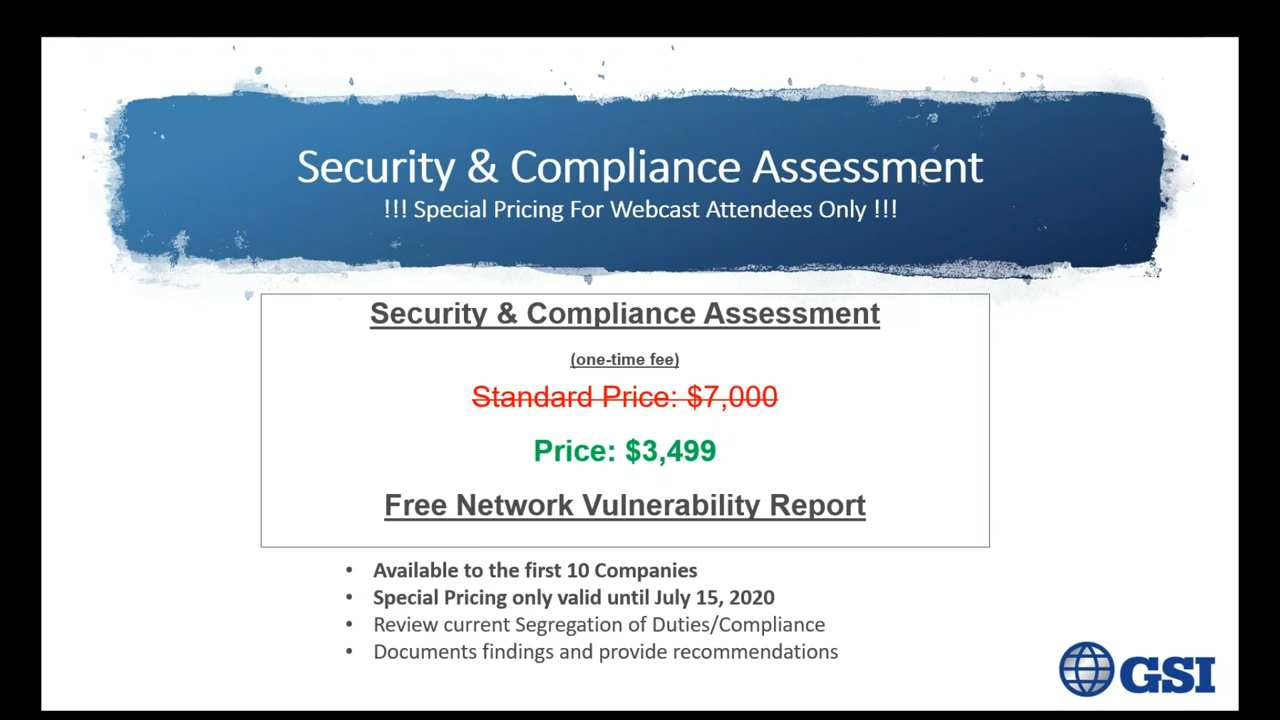 Security & Compliance Assessment
!!! Special Pricing For Webcast Attendees Only !!!
Security & Compliance Assessment
(one-time fee)
Standard Price: $7,000
Price: $3,499
Free Network Vulnerability Report
• Available to the first 10 Companies
• Special Pricing only valid until July 15, 2020
• Review current Segregation of Duties/Compliance
• Documents findings and provide recommendations
GSI